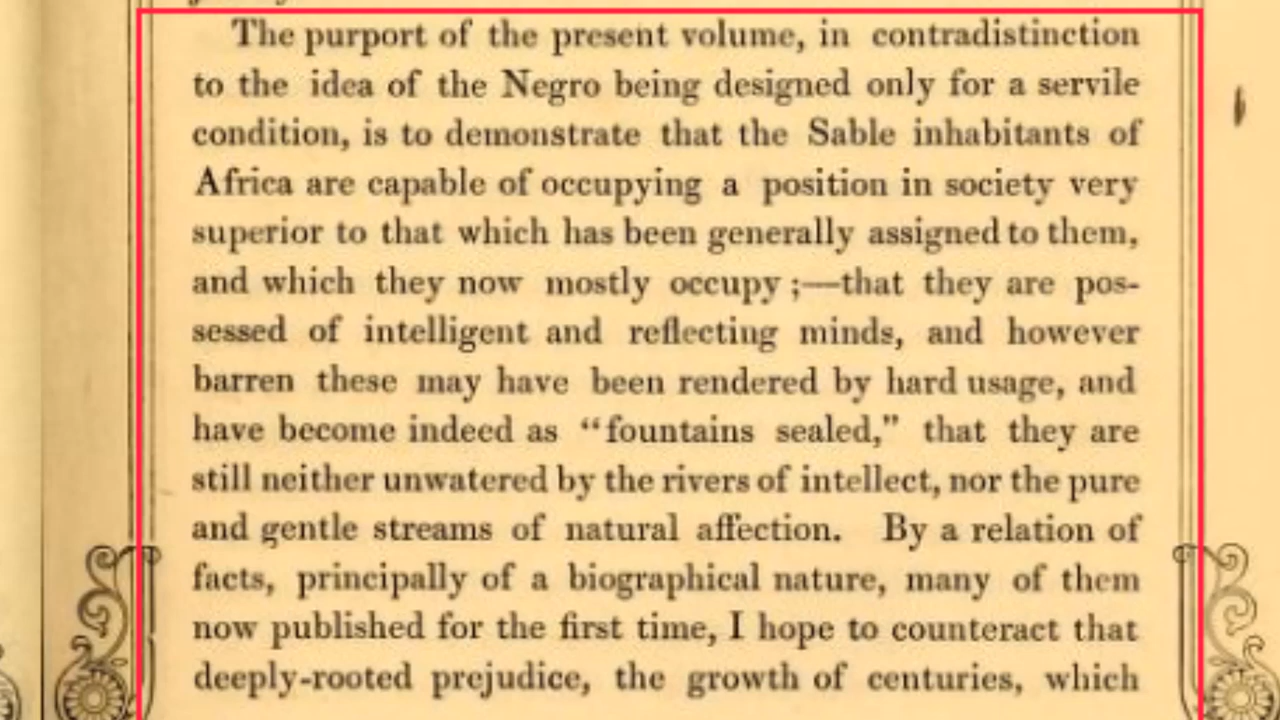 The purport of the present volume, in contradistinction
to the idea of the Negro being designed only for a servile
condition, is to demonstrate that the Sable inhabitants of
Africa are capable of occupying a position in society very
superior to that which has been generally assigned to them,
and which they now mostly occupy ;—that they are pos-
sessed of intelligent and reflecting minds, and however
barren these may have been rendered by hard usage, and
have become indeed as “fountains sealed,” that they are
still neither unwatered by the rivers of intellect, nor the pure
and gentle streams of natural affection. By a relation of
facts, principally of a biographical nature, many of them
now published for the first time, I hope to counteract that
deeply-rooted prejudice, the growth of centuries, which